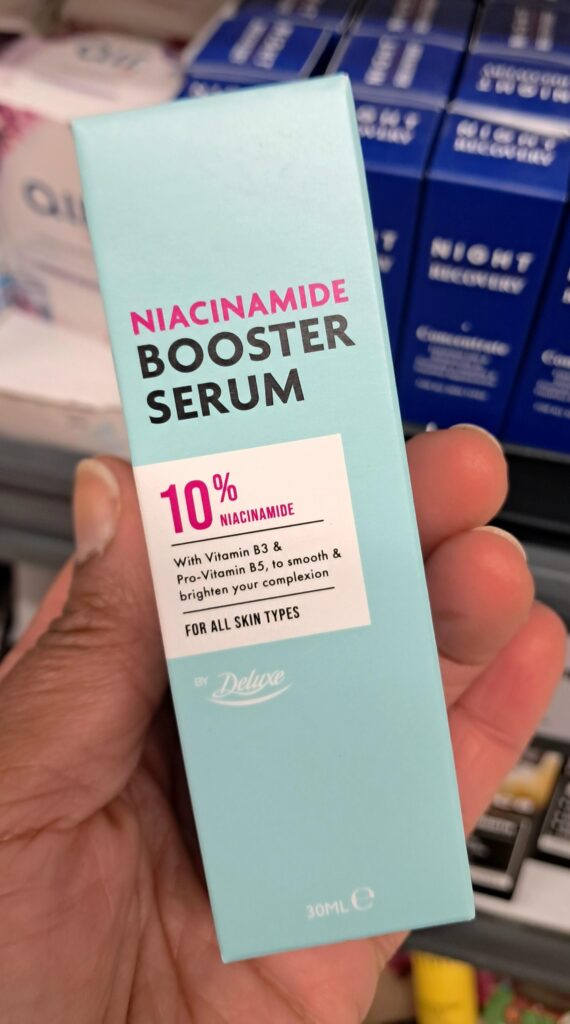 NIACINAMIDE
BOOSTER
SERUM
10%
NIACINAMIDE
With Vitamin B3 &
Pro-Vitamin B5, to smooth &
brighten your complexion
FOR ALL SKIN TYPES
BY Deluxe
30ML ℮
NIGHT
RECOVERY
NIGHT
RECOVERY
Concentrate